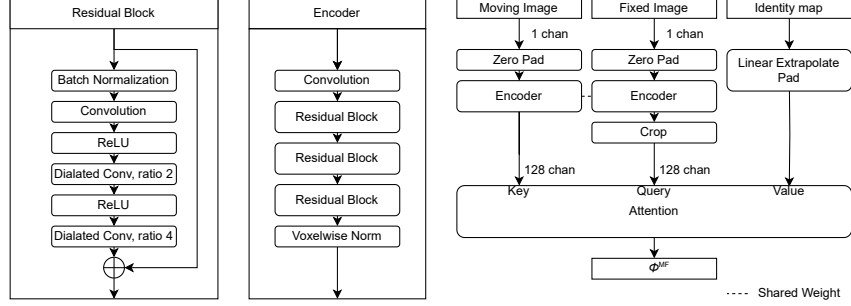 Residual Block
Batch Normalization
Convolution
ReLU
Dialated Conv, ratio 2
ReLU
Dialated Conv, ratio 4
Encoder
Convolution
Residual Block
Residual Block
Residual Block
Voxelwise Norm
Moving Image
Fixed Image
Identity map
1 chan
1 chan
Zero Pad
Zero Pad
Linear Extrapolate
Pad
Encoder
Encoder
Crop
128 chan
128 chan
Key
Query
Value
Attention
Φᴹᶠ
Shared Weight